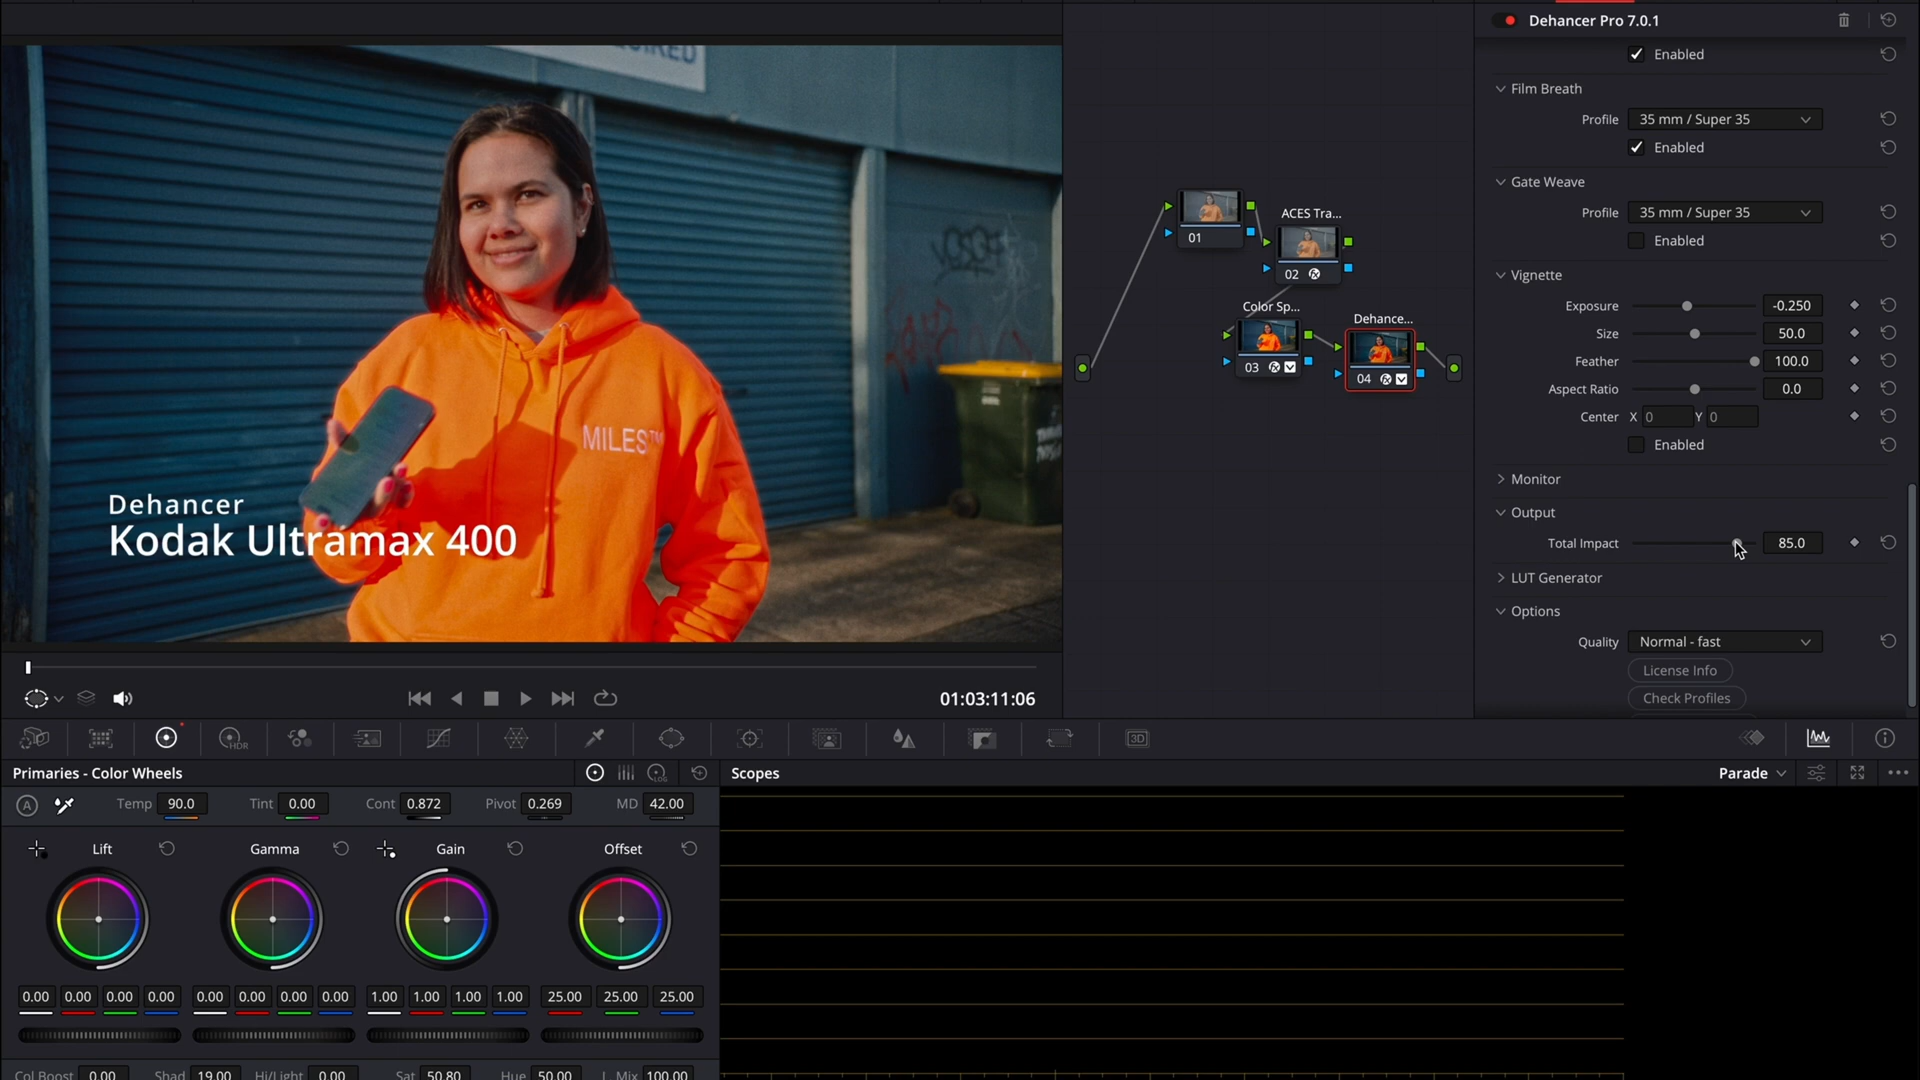 Dehancer Pro 7.0.1
Enabled
Film Breath
Profile 35 mm / Super 35
Enabled
Gate Weave
Profile 35 mm / Super 35
Enabled
Vignette
Exposure -0.250
Size 50.0
Feather 100.0
Aspect Ratio 0.0
Center X 0 Y 0
Enabled
Monitor
Output
Total Impact 85.0
LUT Generator
Options
Quality Normal - fast
License Info
Check Profiles
MILES™
Dehancer
Kodak Ultramax 400
01
ACES Tra...
02
Color Sp...
03
Dehance...
04
01:03:11:06
HDR
3D
Primaries - Color Wheels
LOG
Scopes
Parade
A Temp 90.0 Tint 0.00 Cont 0.872 Pivot 0.269 MD 42.00
Lift Gamma Gain Offset
0.00 0.00 0.00 0.00 0.00 0.00 0.00 0.00 1.00 1.00 1.00 1.00 25.00 25.00 25.00
Col Boost 0.00 Shad 19.00 Hi/Light 0.00 Sat 50.80 Hue 50.00 L. Mix 100.00